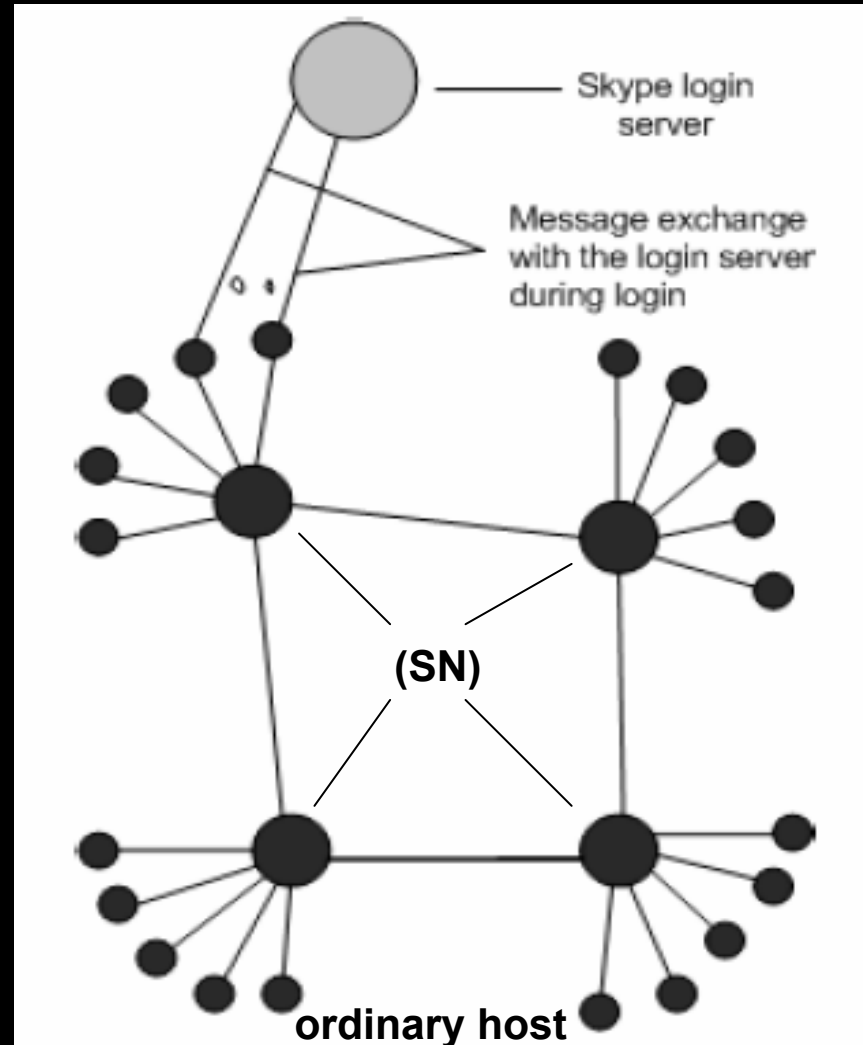 Skype login
server
Message exchange
with the login server
during login
(SN)
ordinary host